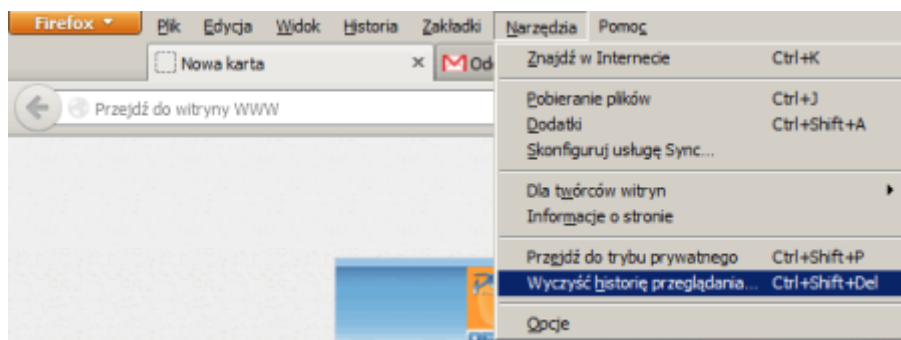 Firefox Plik Edycja Widok Historia Zakładki Narzędzia Pomoc
Nowa karta
Przejdź do witryny WWW
Znajdź w Internecie Ctrl+K
Pobieranie plików Ctrl+J
Dodatki Ctrl+Shift+A
Skonfiguruj usługę Sync...
Dla twórców witryn
Informacje o stronie
Przejdź do trybu prywatnego Ctrl+Shift+P
Wyczyść historię przeglądania... Ctrl+Shift+Del
Opcje